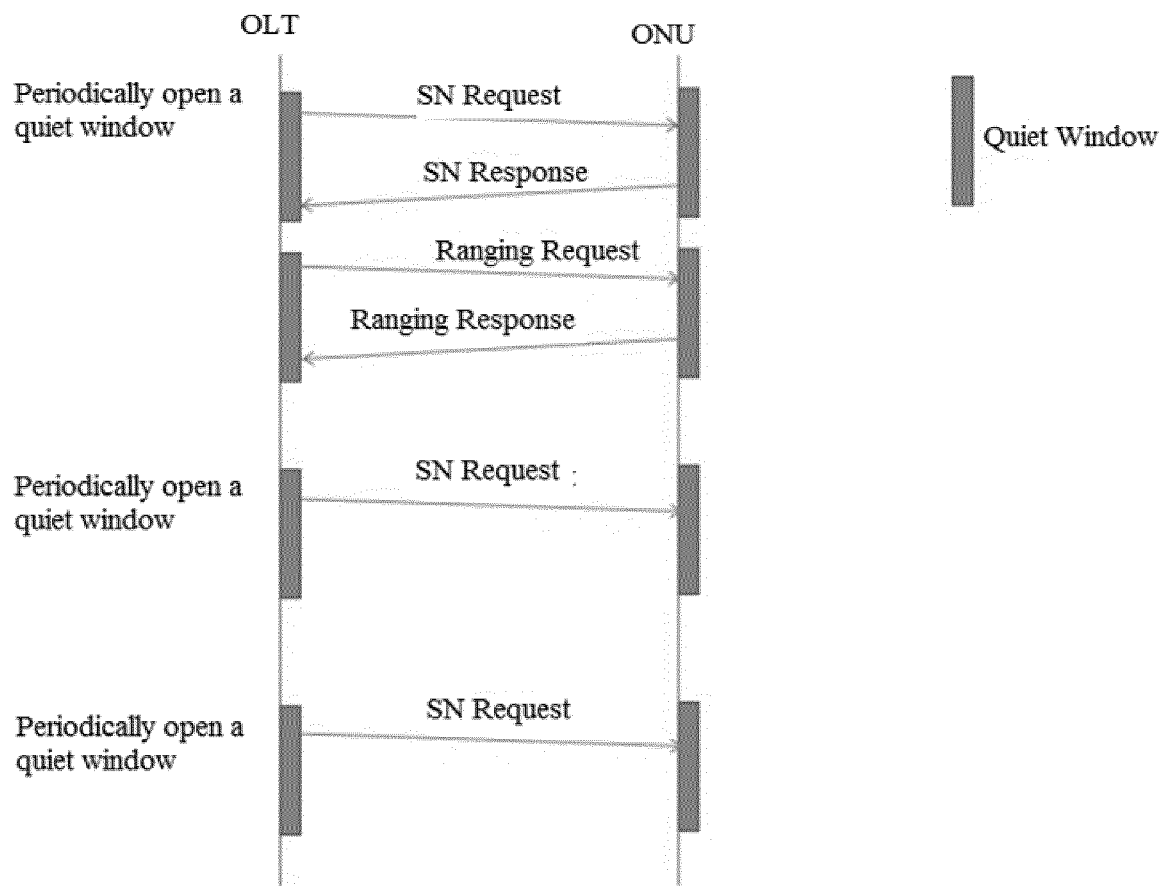 OLT
ONU
Periodically open a
quiet window
SN Request
Quiet Window
SN Response
Ranging Request
Ranging Response
SN Request :
Periodically open a
quiet window
SN Request
Periodically open a
quiet window